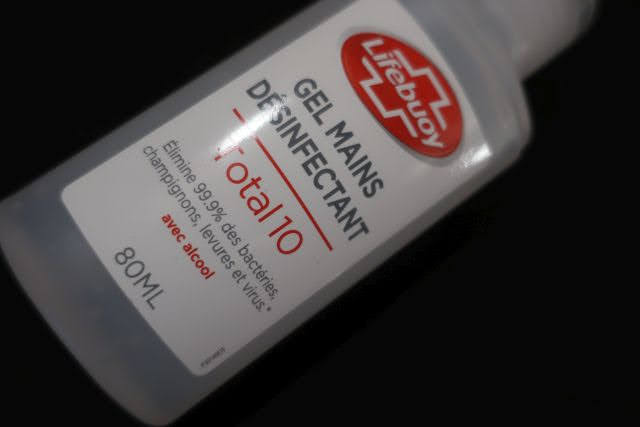 Lifebuoy
GEL MAINS
DÉSINFECTANT
Total 10
Élimine 99.9% des bactéries,
champignons, levures et virus.*
avec alcool
80ML